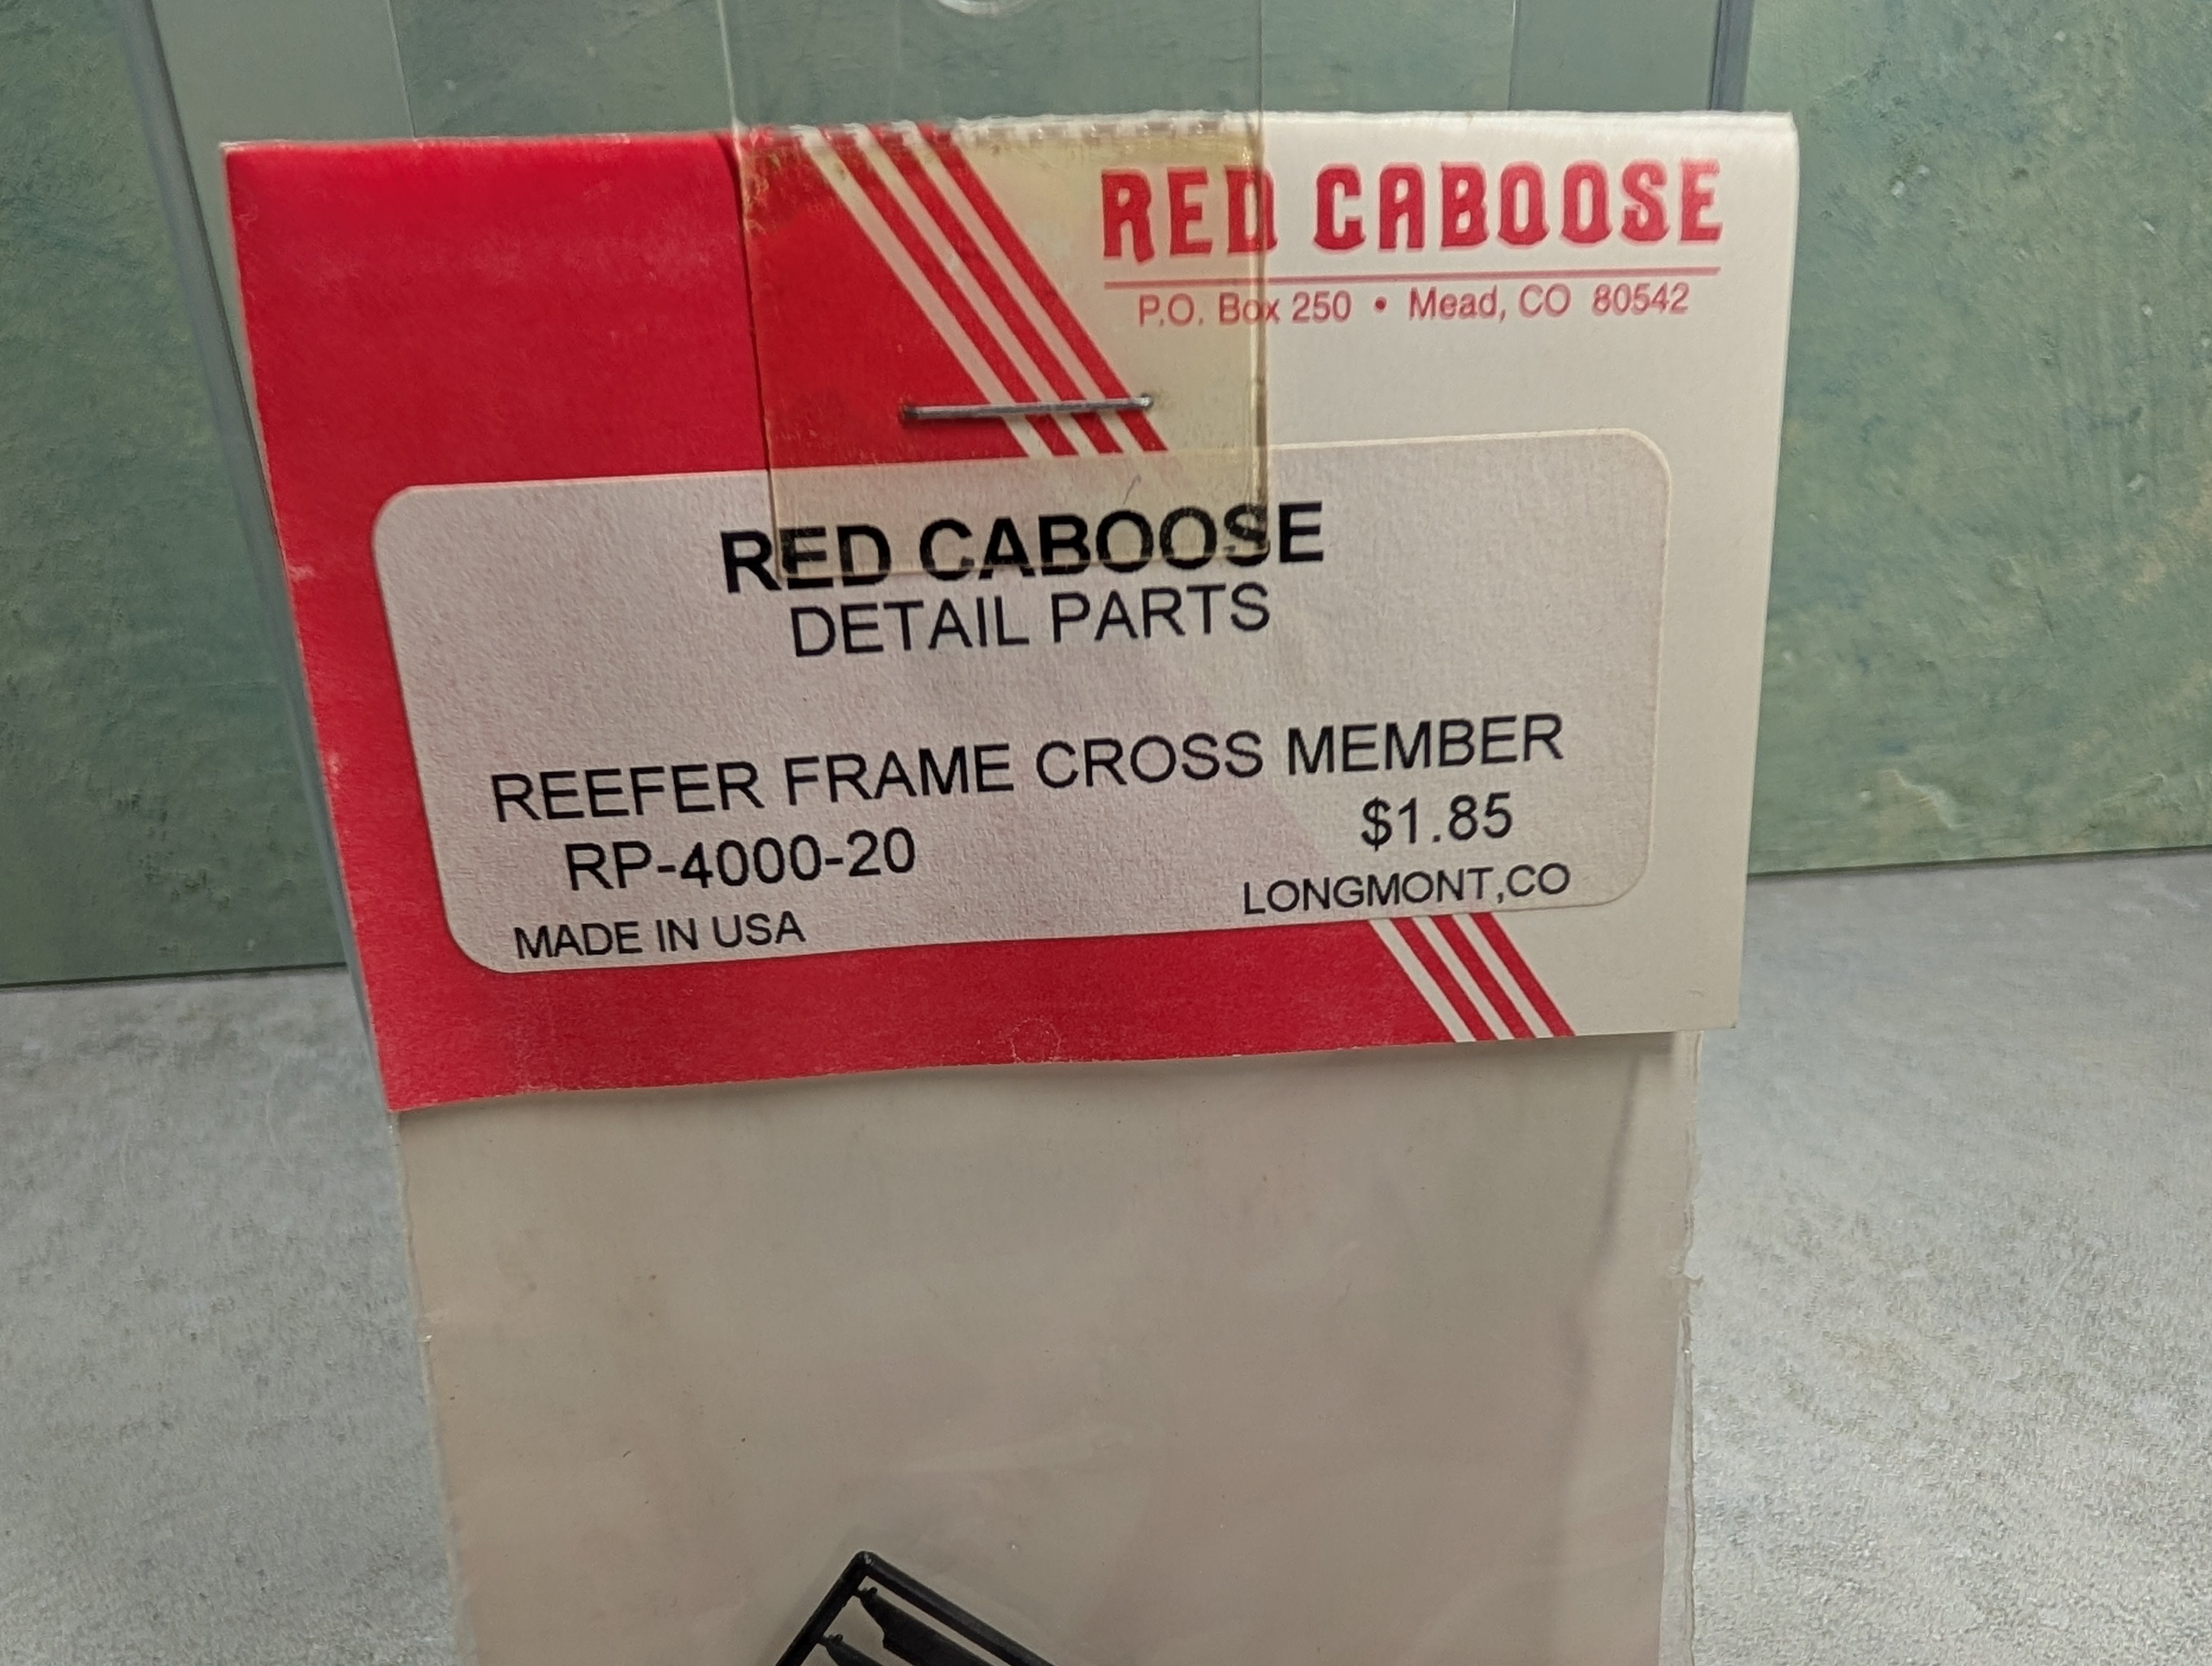 RED CABOOSE
P.O. Box 250 • Mead, CO 80542
RED CABOOSE
DETAIL PARTS
REEFER FRAME CROSS MEMBER
RP-4000-20 $1.85
MADE IN USA LONGMONT,CO